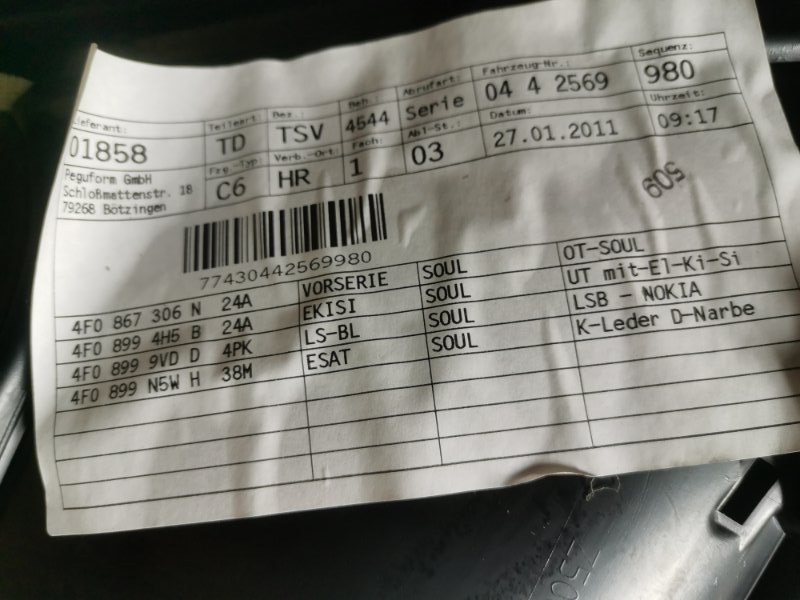 Lieferant: Teileart: Bez.: Beh.: Abrufart: Fahrzeug-Nr.: Sequenz:
01858 TD TSV 4544 Serie 04 4 2569 980
Peguform GmbH Fzg.-Typ: Verb.-Ort: Fach: Abl-St.: Datum: Uhrzeit:
Schloßmattenstr. 18 C6 HR 1 03 27.01.2011 09:17
79268 Bötzingen
509
77430442569980
4F0 867 306 N 24A VORSERIE SOUL OT-SOUL
4F0 899 4H5 B 24A EKISI SOUL UT mit-El-Ki-Si
4F0 899 9VD D 4PK LS-BL SOUL LSB - NOKIA
4F0 899 N5W H 38M ESAT SOUL K-Leder D-Narbe